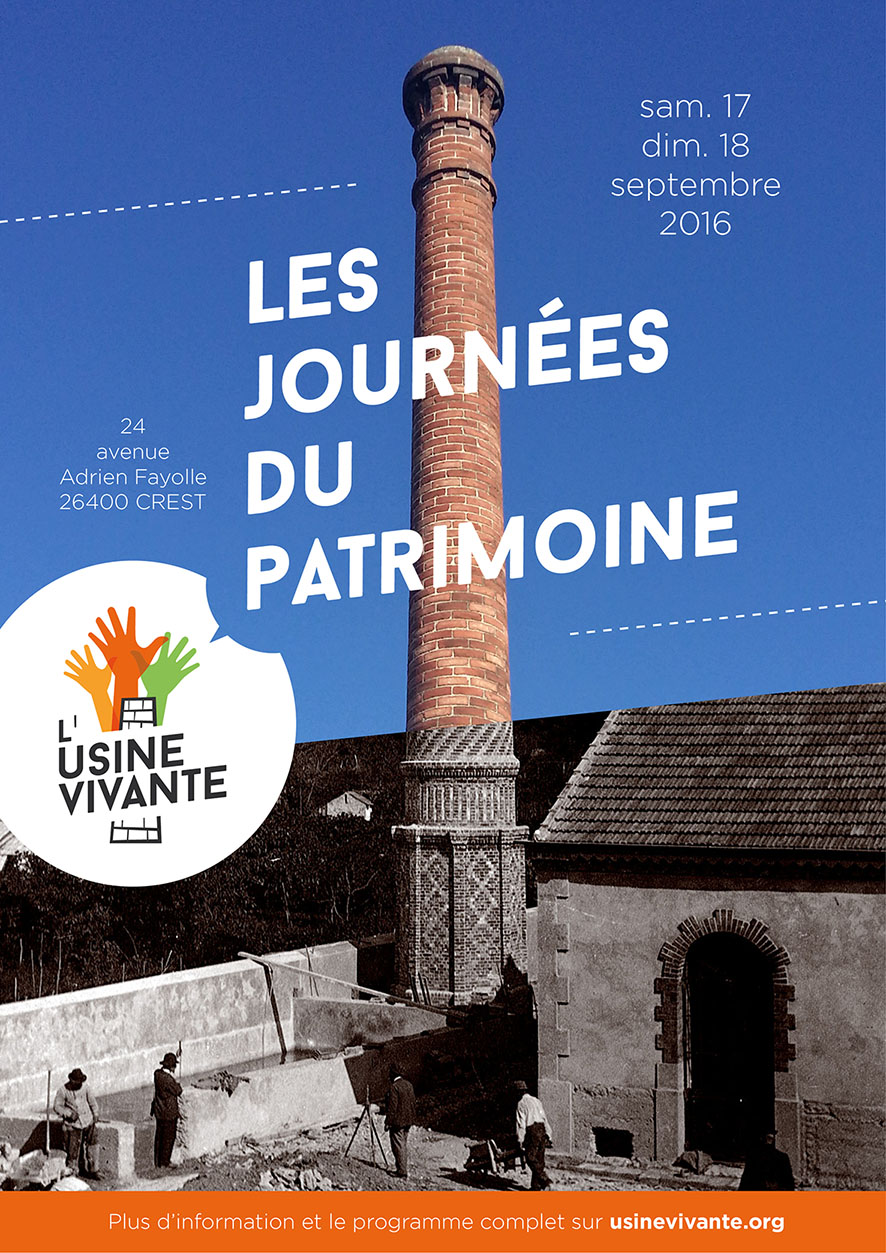 sam. 17
dim. 18
septembre
2016
LES
JOURNÉES
DU
PATRIMOINE
24
avenue
Adrien Fayolle
26400 CREST
L'
USINE
VIVANTE
Plus d’information et le programme complet sur usinevivante.org